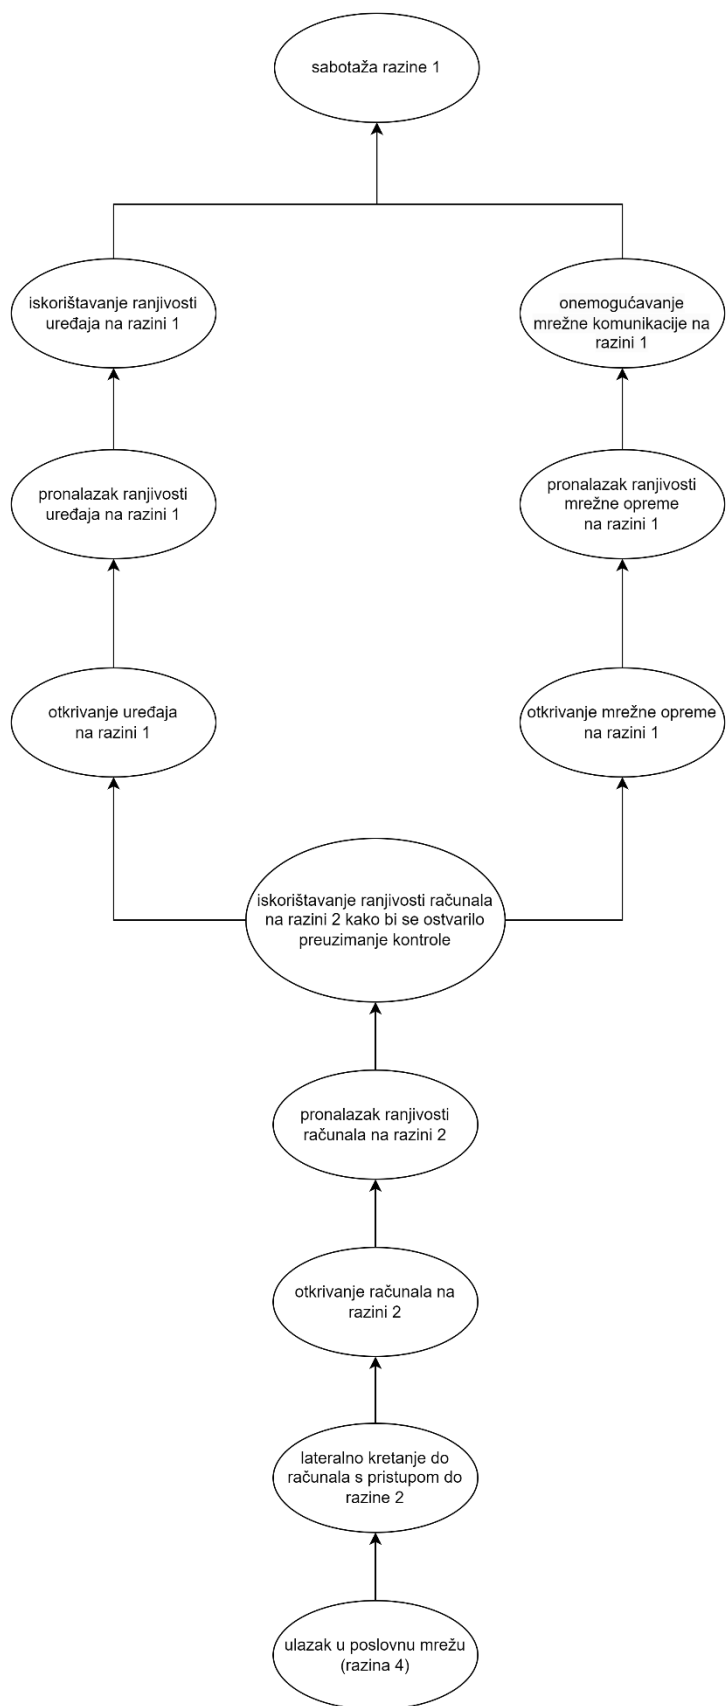 sabotaža razine 1
iskorištavanje ranjivosti
uređaja na razini 1
onemogućavanje
mrežne komunikacije na
razini 1
pronalazak ranjivosti
uređaja na razini 1
pronalazak ranjivosti
mrežne opreme
na razini 1
otkrivanje uređaja
na razini 1
otkrivanje mrežne opreme
na razini 1
iskorištavanje ranjivosti računala
na razini 2 kako bi se ostvarilo
preuzimanje kontrole
pronalazak ranjivosti
računala na razini 2
otkrivanje računala na
razini 2
lateralno kretanje do
računala s pristupom do
razine 2
ulazak u poslovnu mrežu
(razina 4)